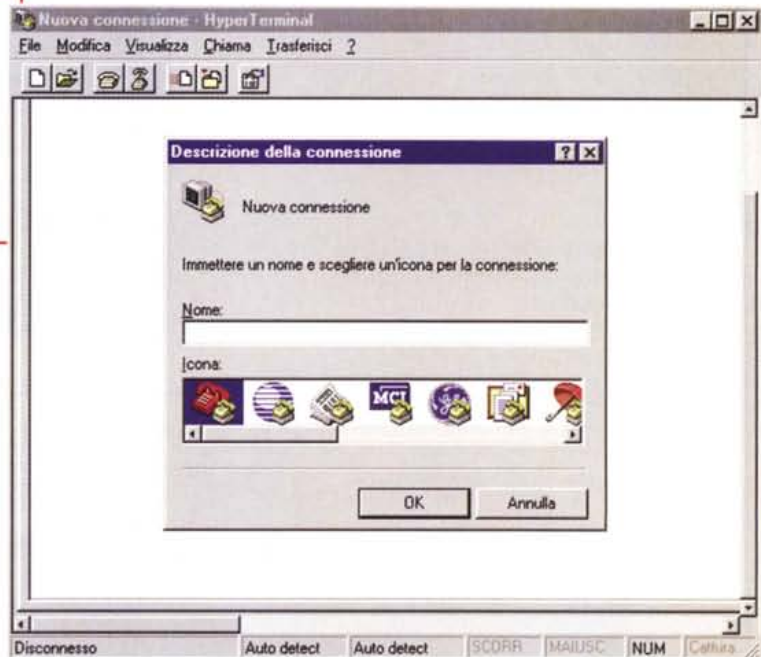 Nuova connessione - HyperTerminal
File Modifica Visualizza Chiama Trasferisci ?
Descrizione della connessione
Nuova connessione
Immettere un nome e scegliere un'icona per la connessione:
Nome:
Icona:
MCI
OK Annulla
Disconnesso Auto detect Auto detect SCORR MAIUSC NUM Cattura